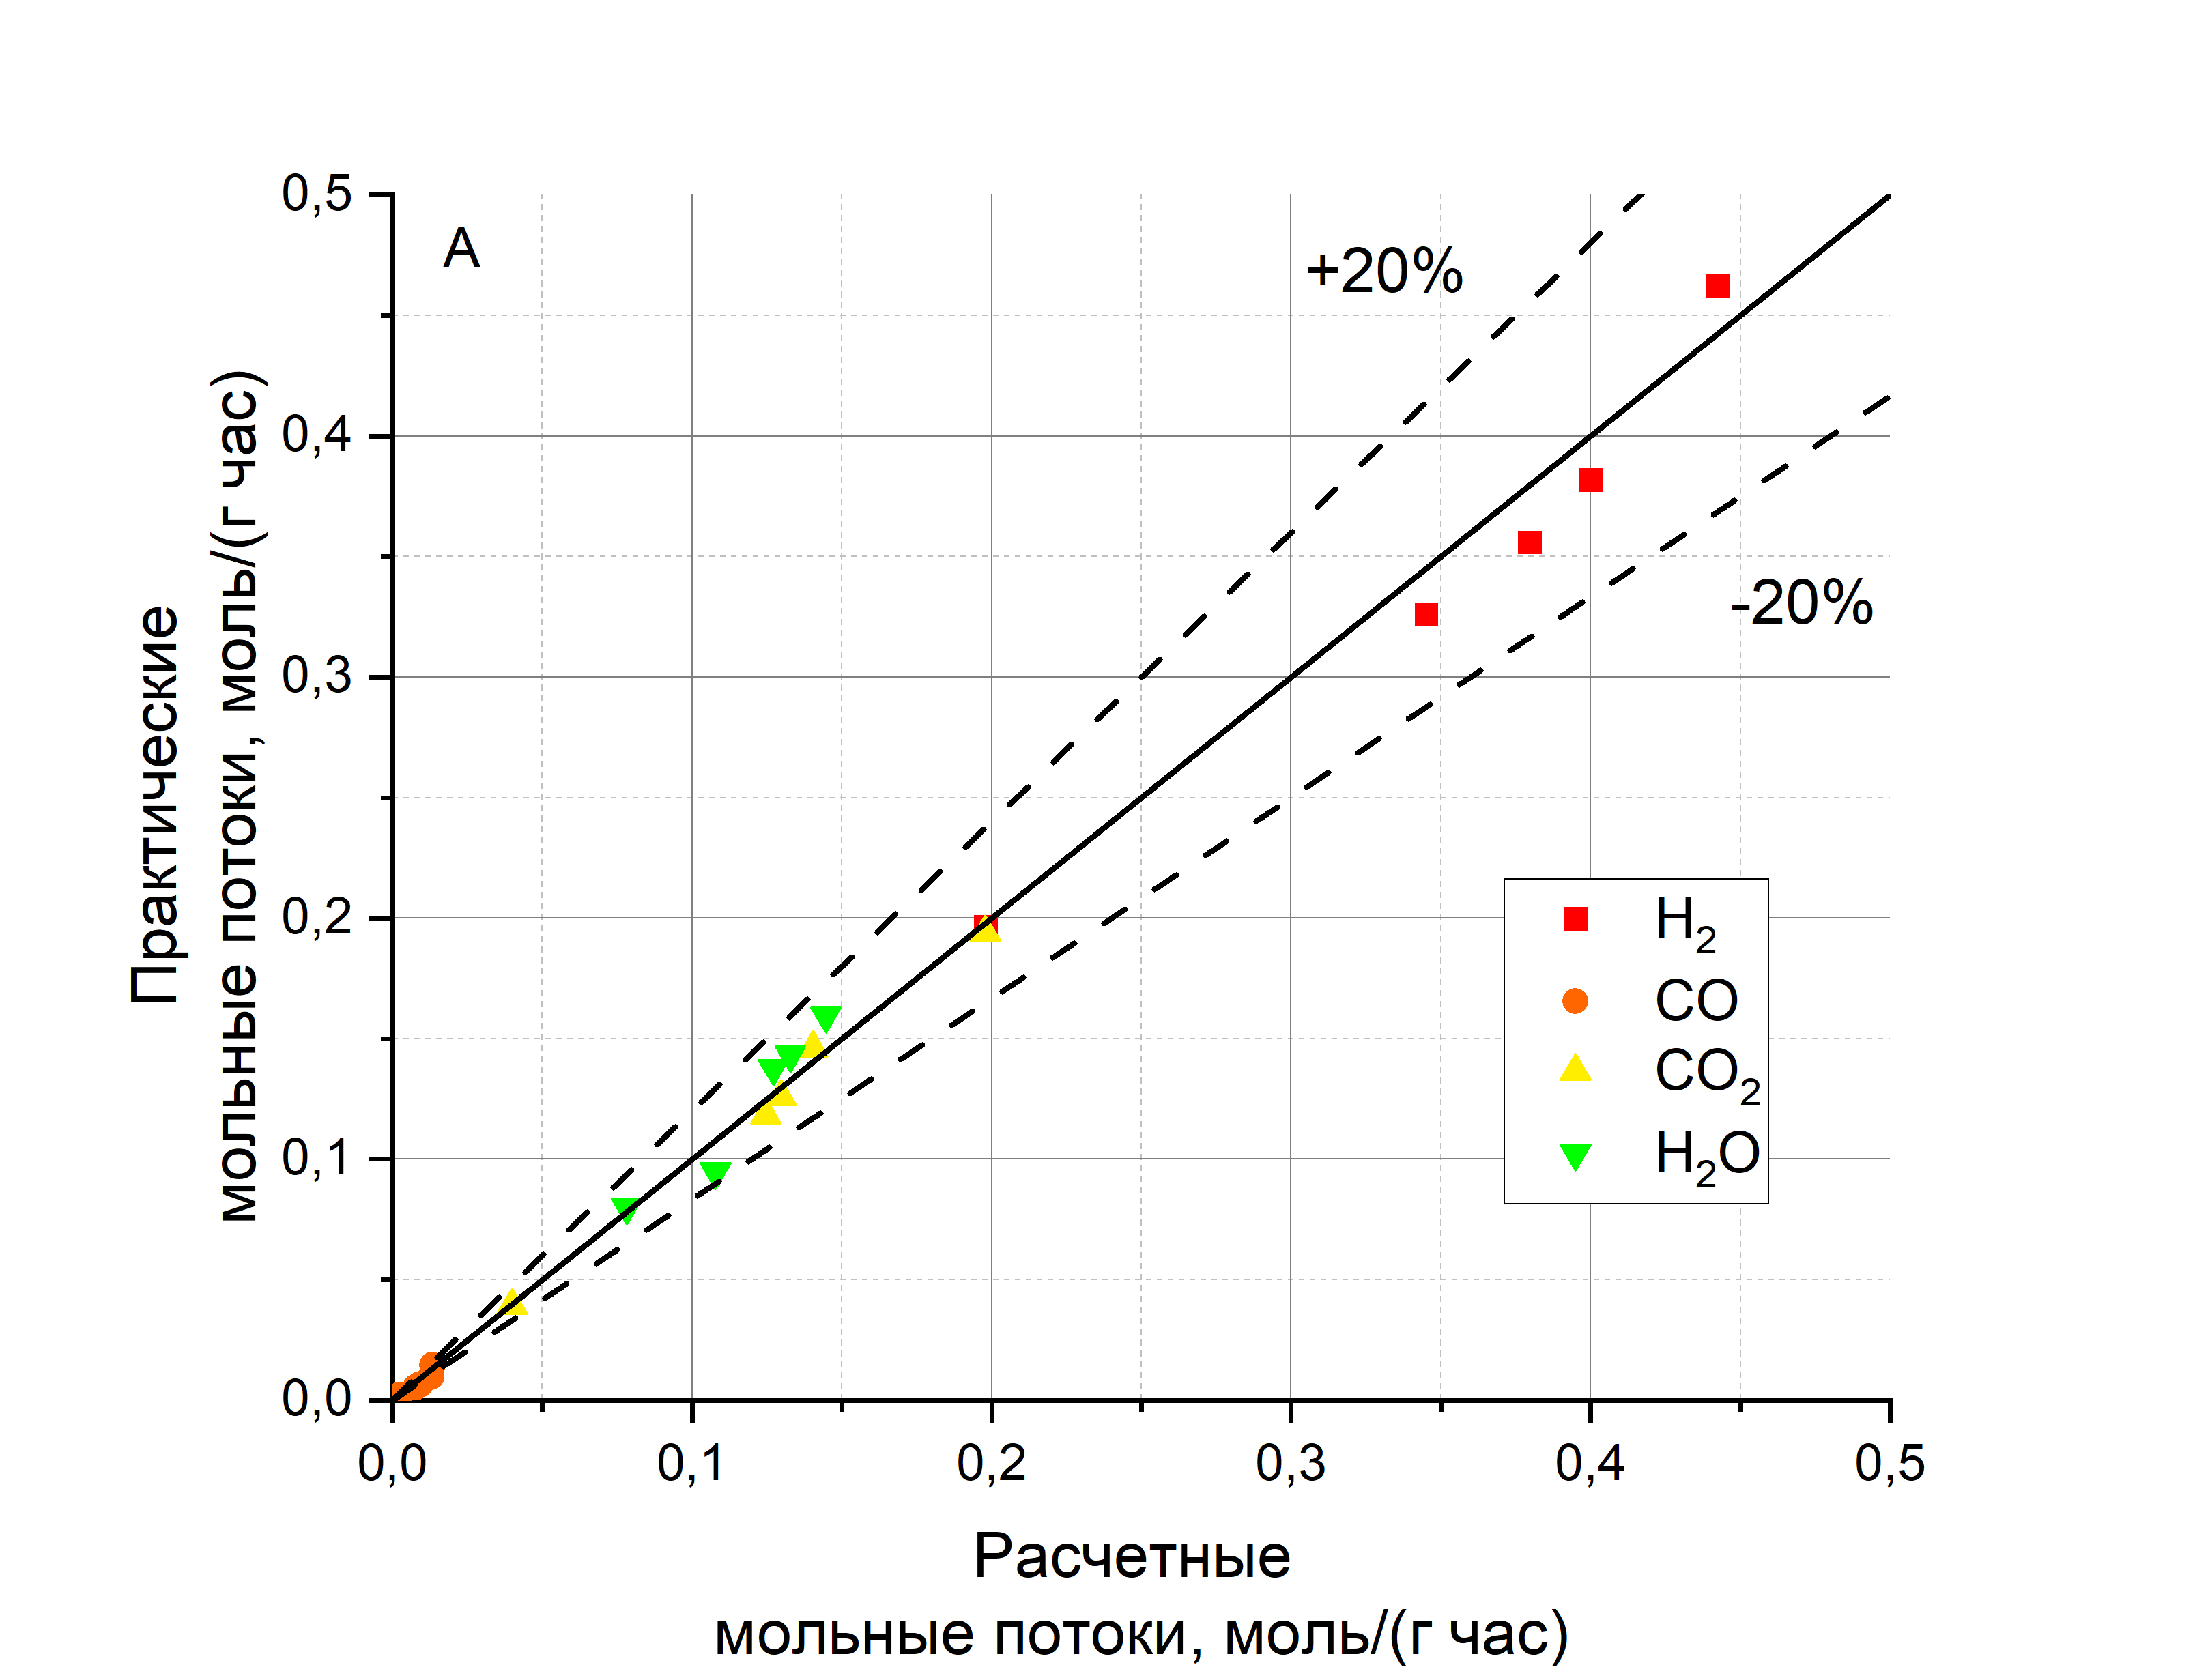 0,5
A
+20%
0,4
-20%
0,3
0,2
0,1
0,0
Практические
мольные потоки, моль/(г час)
H2
CO
CO2
H2O
0,0 0,1 0,2 0,3 0,4 0,5
Расчетные
мольные потоки, моль/(г час)